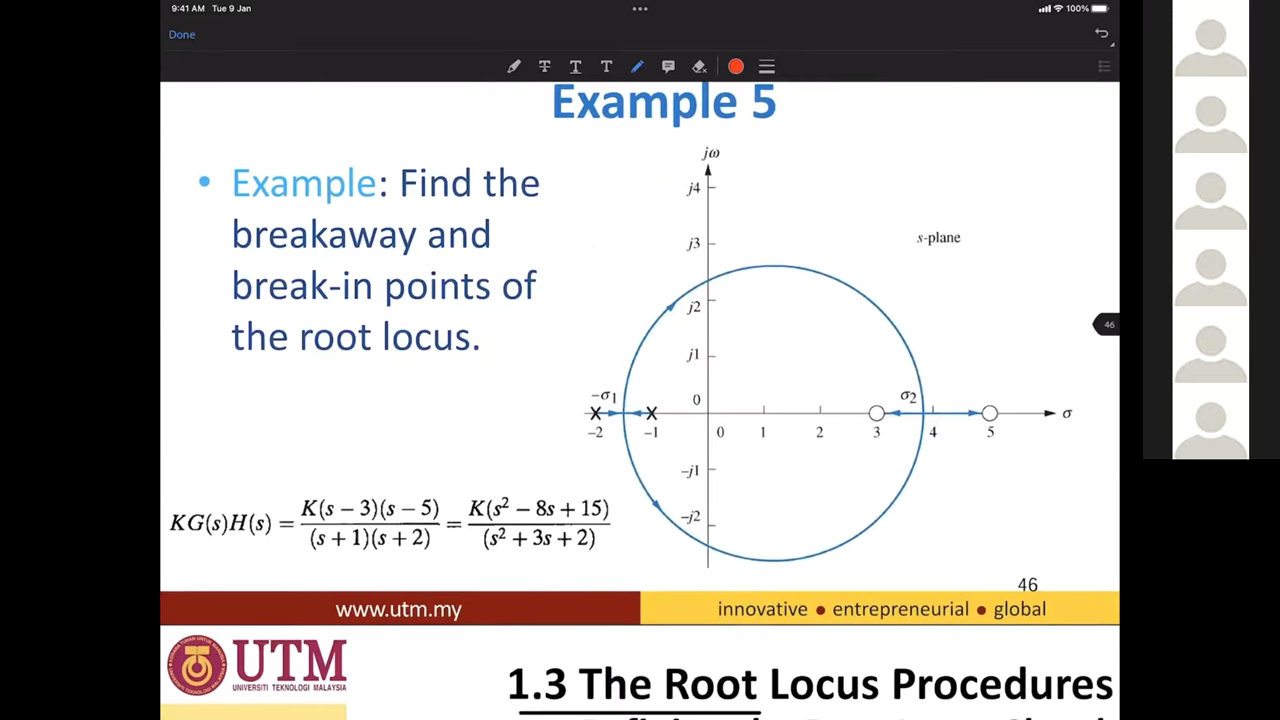 9:41 AM Tue 9 Jan
100%
Done
Example 5
• Example: Find the
breakaway and
break-in points of
the root locus.
jω
j4
j3
s-plane
j2
j1
−σ1
0
σ2
σ
–2
–1
0
1
2
3
4
5
–j1
–j2
46
KG(s)H(s) = K(s − 3)(s − 5) / (s + 1)(s + 2) = K(s² − 8s + 15) / (s² + 3s + 2)
46
www.utm.my
innovative ● entrepreneurial ● global
UTM
UNIVERSITI TEKNOLOGI MALAYSIA
1.3 The Root Locus Procedures